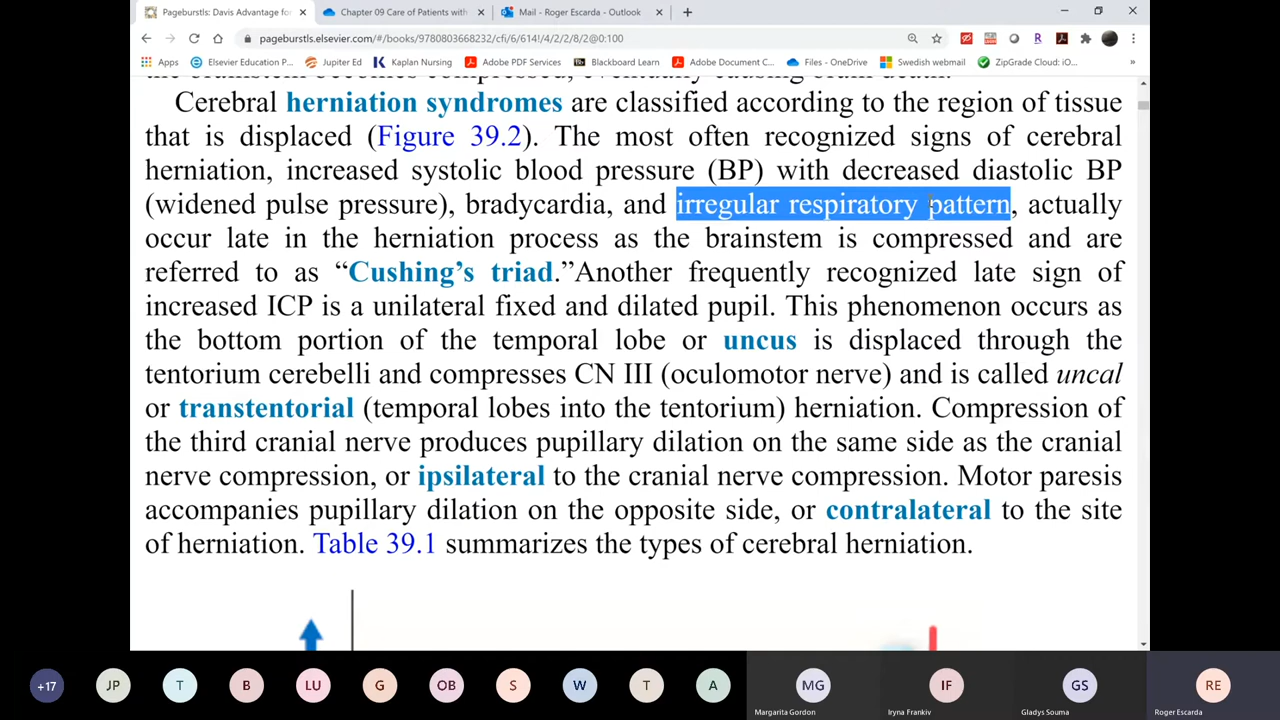 Pageburstls: Davis Advantage for
Chapter 09 Care of Patients with
Mail - Roger Escarda - Outlook
pageburstls.elsevier.com/#/books/9780803668232/cfi/6/614!/4/2/2/8/2@0:100
Apps
Elsevier Education P...
Jupiter Ed
Kaplan Nursing
Adobe PDF Services
Blackboard Learn
Adobe Document C...
Files - OneDrive
Swedish webmail
ZipGrade Cloud: iO...
»
the brainstem becomes compressed, eventually causing brain death.
Cerebral herniation syndromes are classified according to the region of tissue
that is displaced (Figure 39.2). The most often recognized signs of cerebral
herniation, increased systolic blood pressure (BP) with decreased diastolic BP
(widened pulse pressure), bradycardia, and irregular respiratory pattern, actually
occur late in the herniation process as the brainstem is compressed and are
referred to as “Cushing’s triad.”Another frequently recognized late sign of
increased ICP is a unilateral fixed and dilated pupil. This phenomenon occurs as
the bottom portion of the temporal lobe or uncus is displaced through the
tentorium cerebelli and compresses CN III (oculomotor nerve) and is called uncal
or transtentorial (temporal lobes into the tentorium) herniation. Compression of
the third cranial nerve produces pupillary dilation on the same side as the cranial
nerve compression, or ipsilateral to the cranial nerve compression. Motor paresis
accompanies pupillary dilation on the opposite side, or contralateral to the site
of herniation. Table 39.1 summarizes the types of cerebral herniation.
+17
JP
T
B
LU
G
OB
S
W
T
A
MG
IF
GS
RE
Margarita Gordon
Iryna Frankiv
Gladys Souma
Roger Escarda